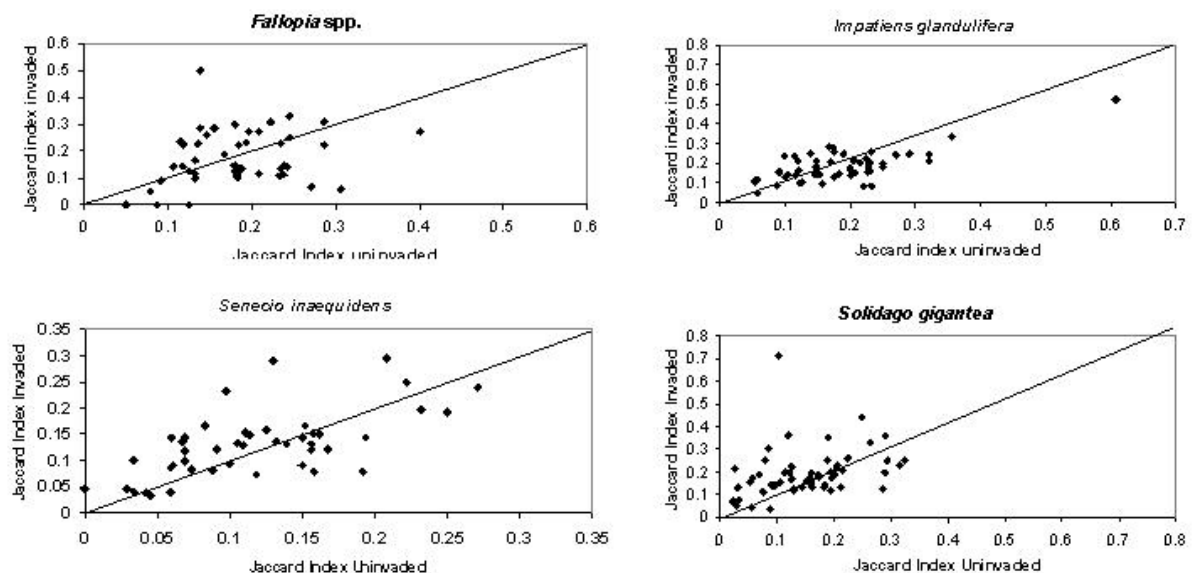 Fallopia spp.
Jaccard index invaded
0.6
0.5
0.4
0.3
0.2
0.1
0
0 0.1 0.2 0.3 0.4 0.5 0.6
Jaccard Index uninvaded
Impatiens glandulifera
Jaccard index invaded
0.8
0.7
0.6
0.5
0.4
0.3
0.2
0.1
0
0 0.1 0.2 0.3 0.4 0.5 0.6 0.7
Jaccard index uninvaded
Senecio inaequidens
Jaccard Index Invaded
0.35
0.3
0.25
0.2
0.15
0.1
0.05
0
0 0.05 0.1 0.15 0.2 0.25 0.3 0.35
Jaccard Index Uninvaded
Solidago gigantea
Jaccard Index Invaded
0.8
0.7
0.6
0.5
0.4
0.3
0.2
0.1
0
0 0.1 0.2 0.3 0.4 0.5 0.6 0.7 0.8
Jaccard Index Uninvaded